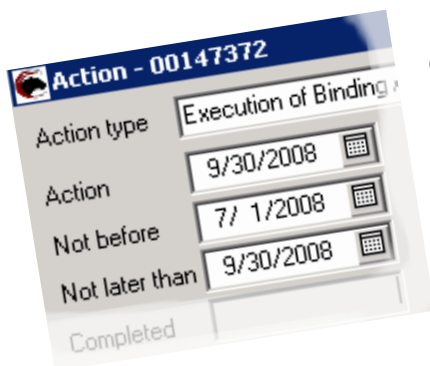 Action - 00147372
Action type Execution of Binding
Action 9/30/2008
Not before 7/ 1/2008
Not later than 9/30/2008
Completed